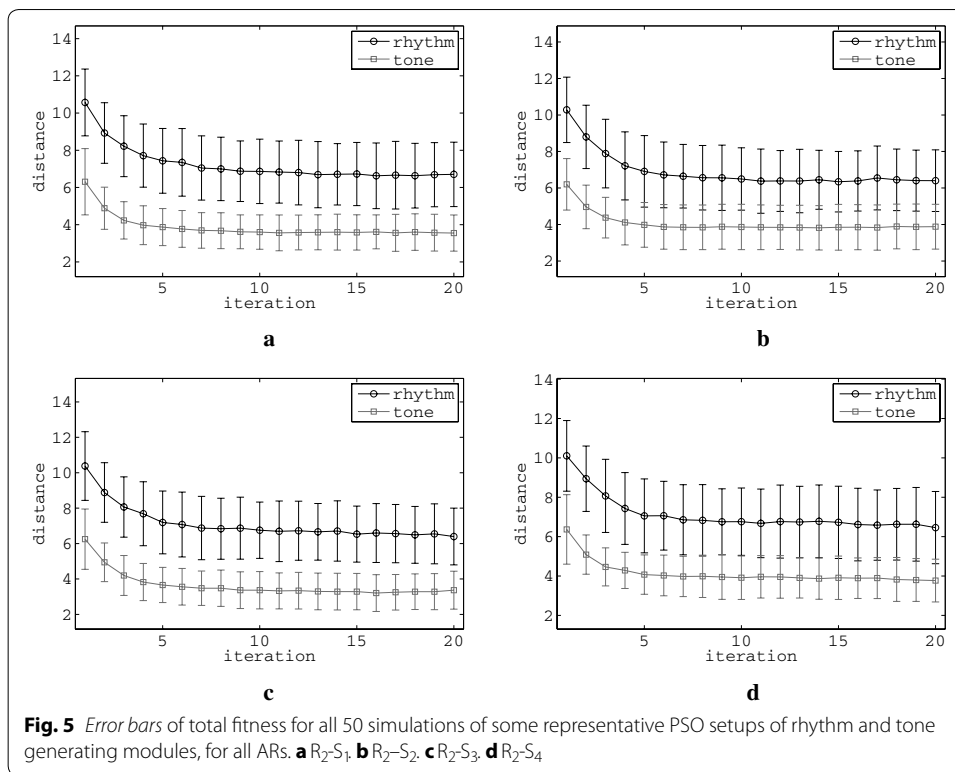 14
12
10
8
6
4
2
distance
rhythm
tone
5
10
15
20
iteration
a
14
12
10
8
6
4
2
distance
rhythm
tone
5
10
15
20
iteration
b
14
12
10
8
6
4
2
distance
rhythm
tone
5
10
15
20
iteration
c
14
12
10
8
6
4
2
distance
rhythm
tone
5
10
15
20
iteration
d
Fig. 5 Error bars of total fitness for all 50 simulations of some representative PSO setups of rhythm and tone
generating modules, for all ARs. a R₂-S₁. b R₂–S₂. c R₂-S₃. d R₂-S₄